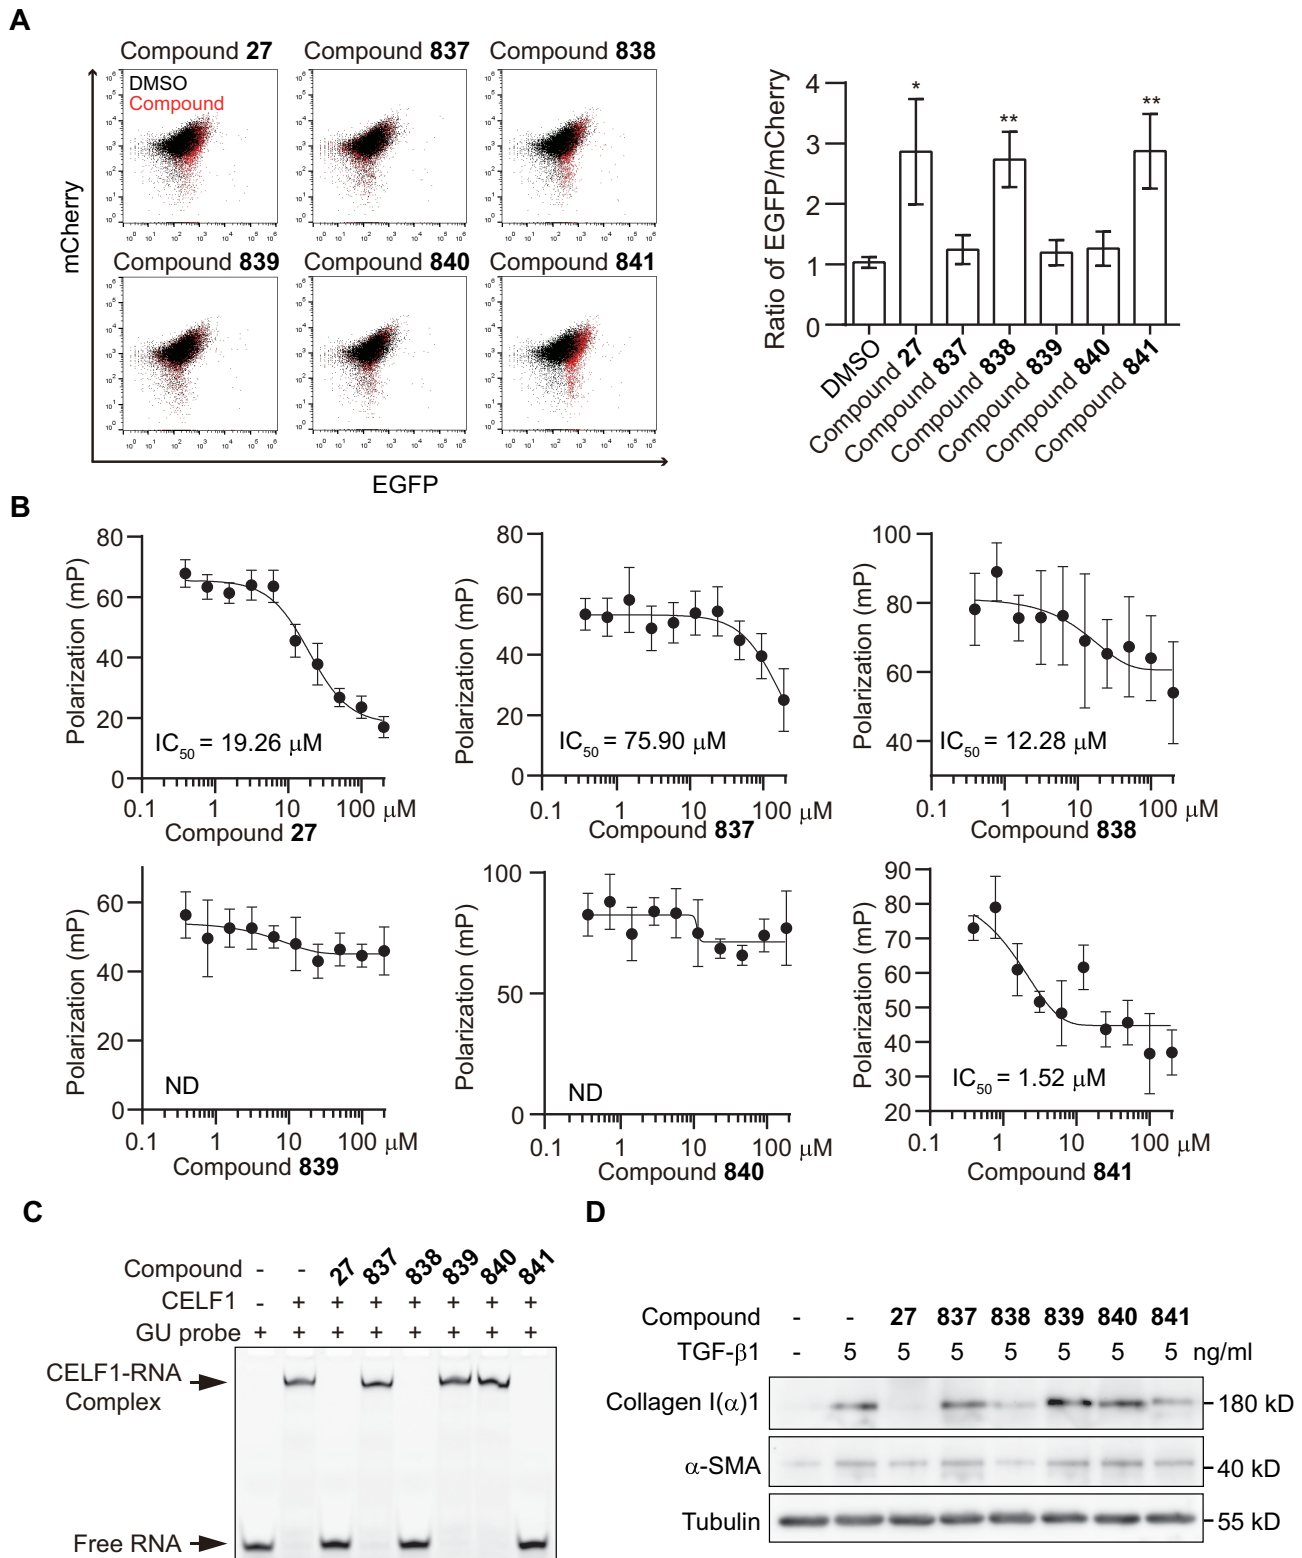 A
Compound 27
Compound 837
Compound 838
DMSO
Compound
Compound 839
Compound 840
Compound 841
mCherry
EGFP
Ratio of EGFP/mCherry
4
3
2
1
0
*
**
**
DMSO
Compound 27
Compound 837
Compound 838
Compound 839
Compound 840
Compound 841
B
Polarization (mP)
80
60
40
20
0
IC50 = 19.26 μM
0.1 1 10 100 μM
Compound 27
Polarization (mP)
80
60
40
20
0
IC50 = 75.90 μM
0.1 1 10 100 μM
Compound 837
Polarization (mP)
100
80
60
40
IC50 = 12.28 μM
0.1 1 10 100 μM
Compound 838
Polarization (mP)
60
40
20
0
ND
0.1 1 10 100 μM
Compound 839
Polarization (mP)
100
50
0
ND
0.1 1 10 100 μM
Compound 840
Polarization (mP)
90
80
70
60
50
40
30
20
IC50 = 1.52 μM
0.1 1 10 100 μM
Compound 841
C
Compound - - 27 837 838 839 840 841
CELF1 - + + + + + + +
GU probe + + + + + + + +
CELF1-RNA
Complex
Free RNA
D
Compound - - 27 837 838 839 840 841
TGF-β1 - 5 5 5 5 5 5 5 ng/ml
Collagen I(α)1 180 kD
α-SMA 40 kD
Tubulin 55 kD